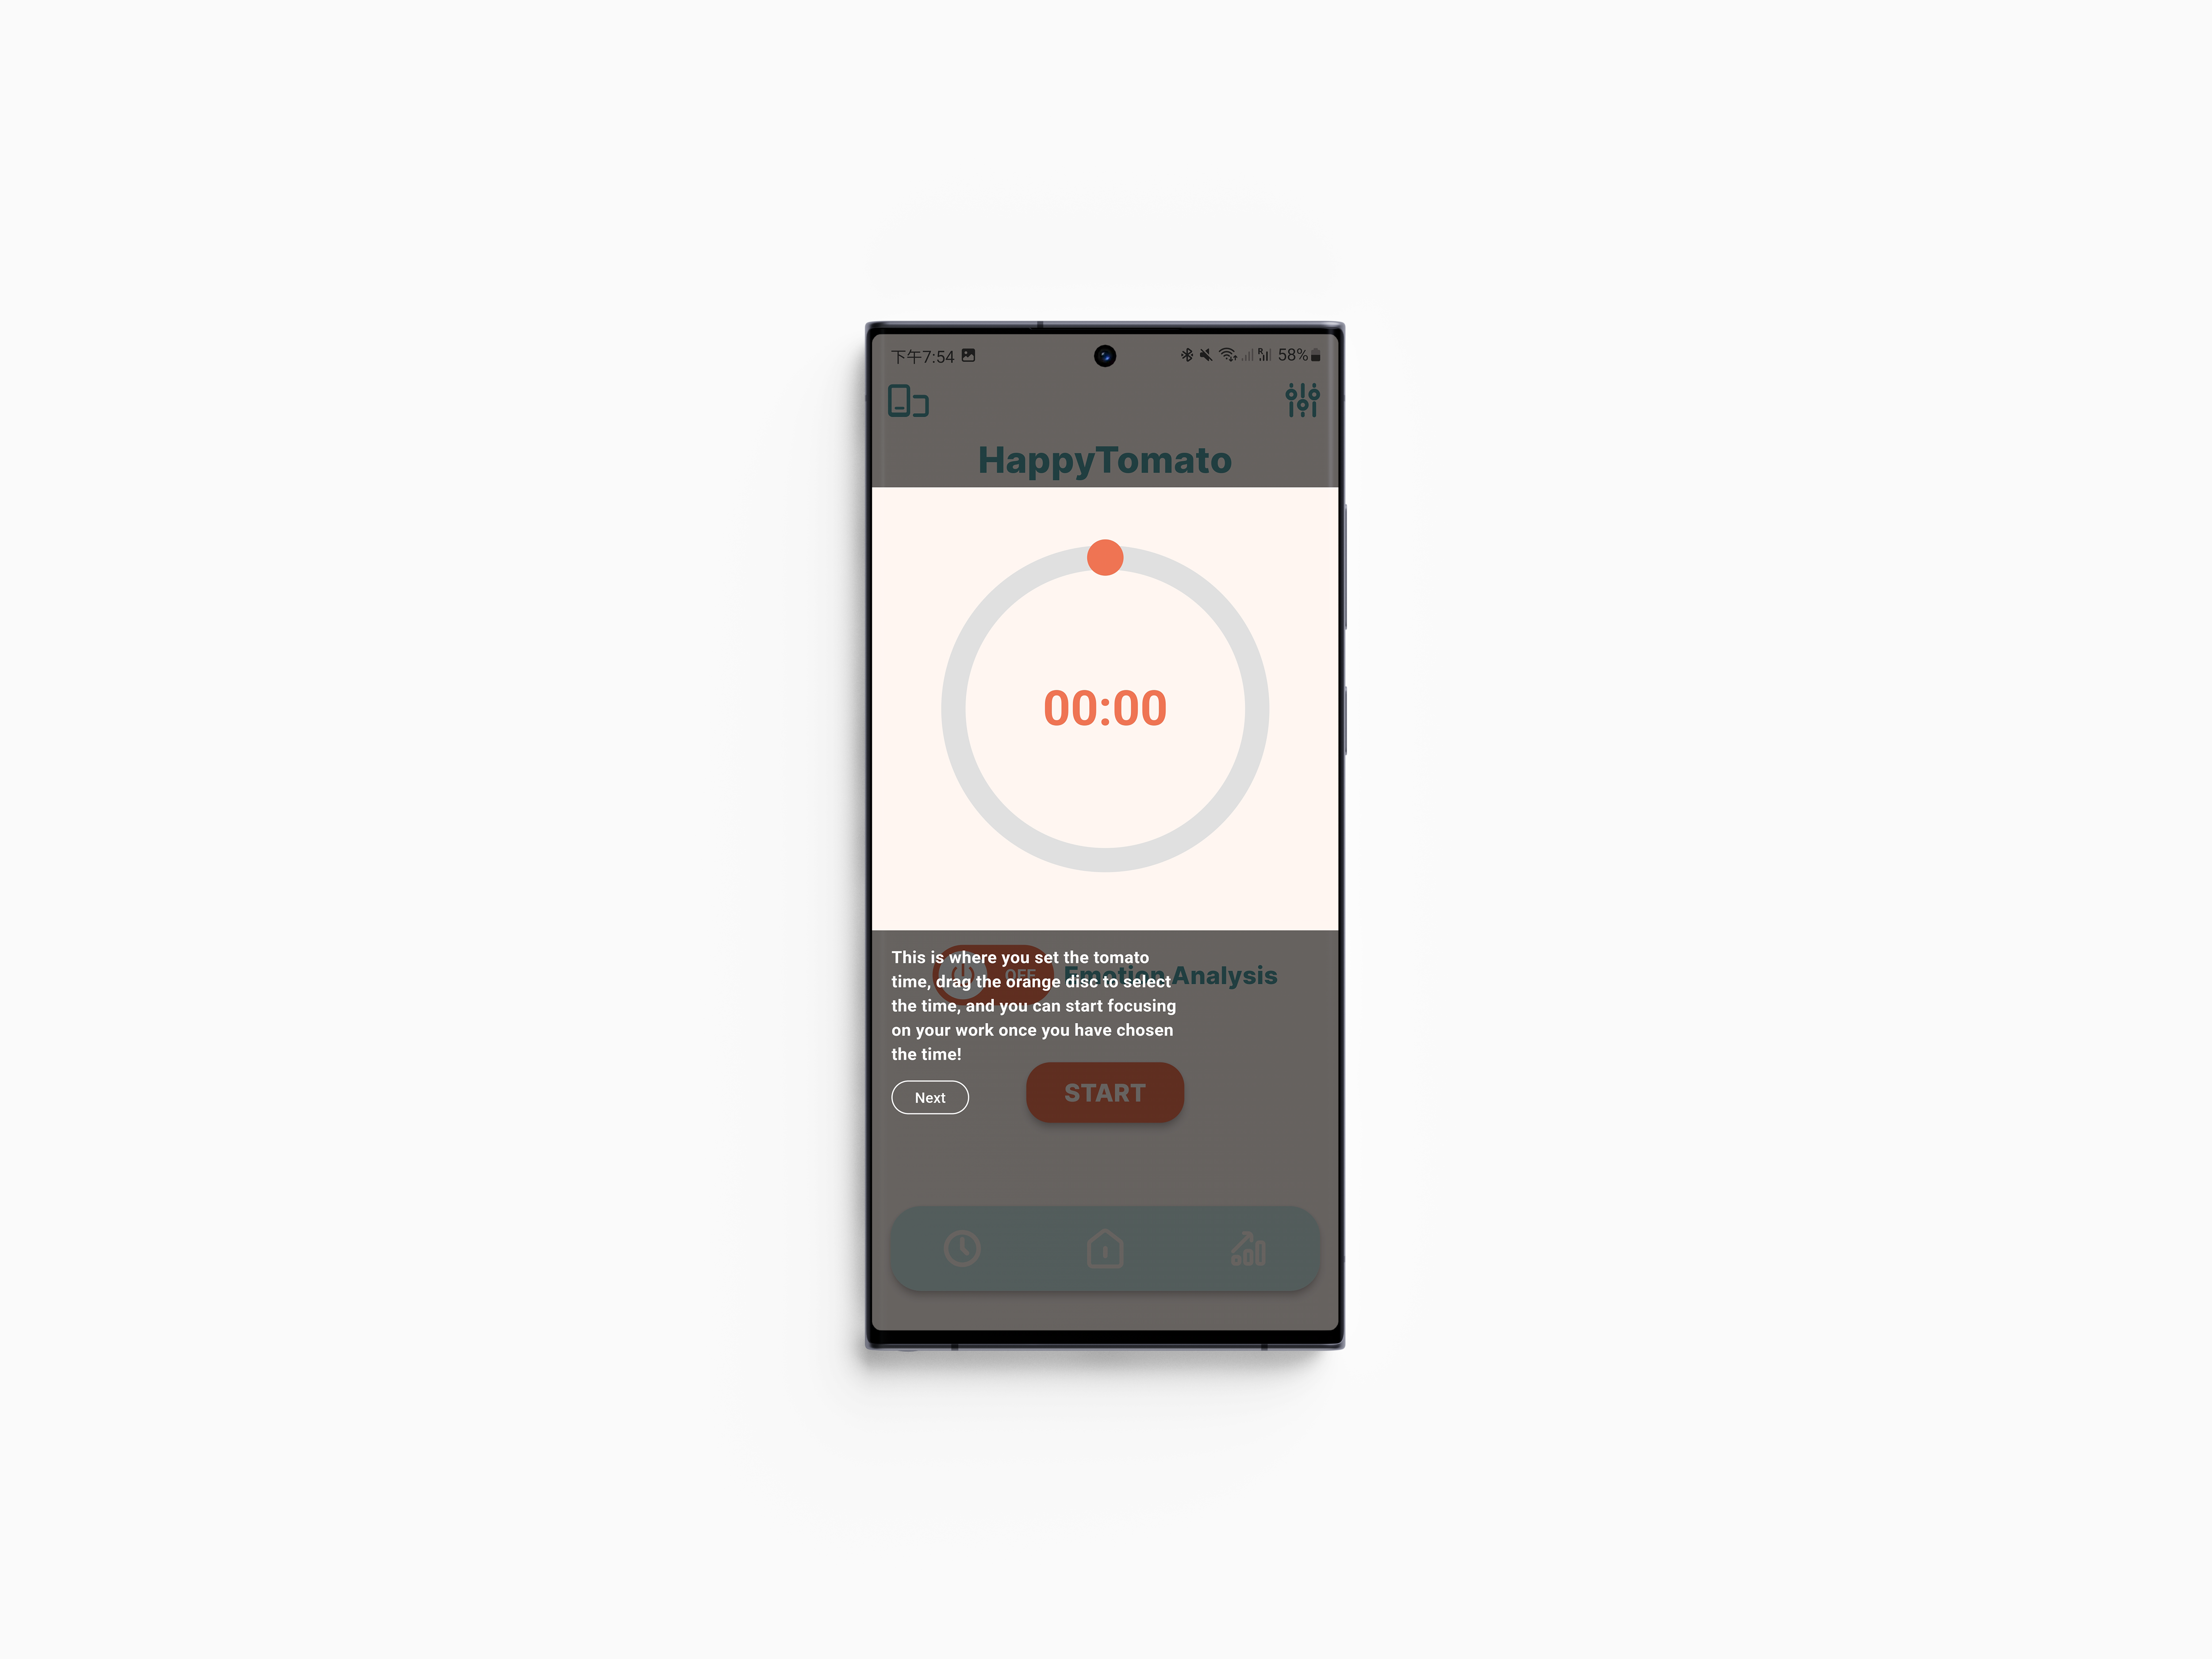 下午7:54
58%
HappyTomato
00:00
OFF
Emotion Analysis
This is where you set the tomato
time, drag the orange disc to select
the time, and you can start focusing
on your work once you have chosen
the time!
Next
START